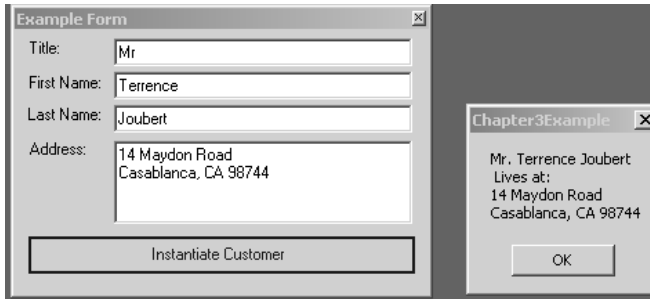 Example Form
Title:
Mr
First Name:
Terrence
Last Name:
Joubert
Address:
14 Maydon Road
Casablanca, CA 98744
Instantiate Customer
Chapter3Example
Mr. Terrence Joubert
Lives at:
14 Maydon Road
Casablanca, CA 98744
OK